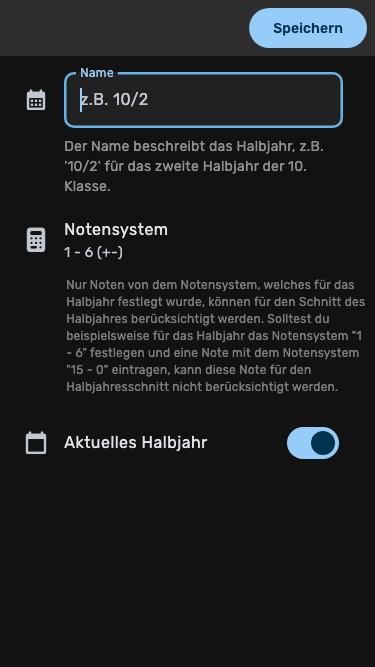 Speichern
Name
z.B. 10/2
Der Name beschreibt das Halbjahr, z.B.
'10/2' für das zweite Halbjahr der 10.
Klasse.
Notensystem
1 - 6 (+-)
Nur Noten von dem Notensystem, welches für das
Halbjahr festlegt wurde, können für den Schnitt des
Halbjahres berücksichtigt werden. Solltest du
beispielsweise für das Halbjahr das Notensystem "1
- 6" festlegen und eine Note mit dem Notensystem
"15 - 0" eintragen, kann diese Note für den
Halbjahresschnitt nicht berücksichtigt werden.
Aktuelles Halbjahr